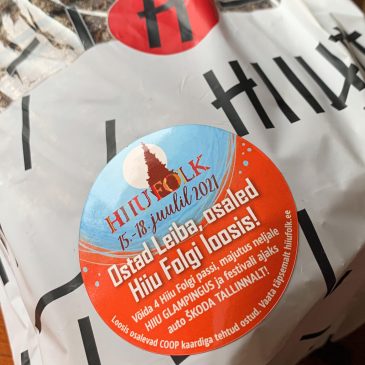 H
HIIU
HIIU FOLK
15.-18. juulil 2021
Ostad Leiba, osaled
Hiiu Folgi loosis!
Võida 4 Hiiu Folgi passi, majutus neljale
HIIU GLAMPINGUS ja festivali ajaks
auto ŠKODA TALLINNALT!
Loosis osalevad COOP kaardiga tehtud ostud. Vaata täpsemalt hiiufolk.ee